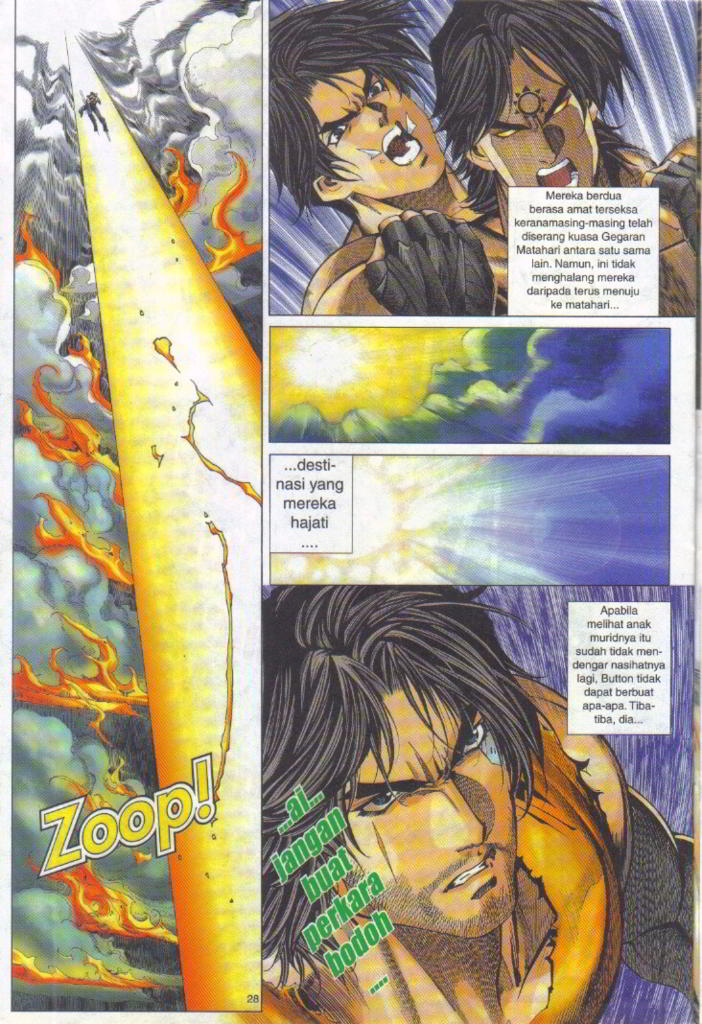 Zoop!
28
Mereka berdua
berasa amat terseksa
keranamasing-masing telah
diserang kuasa Gegaran
Matahari antara satu sama
lain. Namun, ini tidak
menghalang mereka
daripada terus menuju
ke matahari...
...desti-
nasi yang
mereka
hajati
....
Apabila
melihat anak
muridnya itu
sudah tidak men-
dengar nasihatnya
lagi, Button tidak
dapat berbuat
apa-apa. Tiba-
tiba, dia...
...ai...
jangan
buat
perkara
bodoh
....